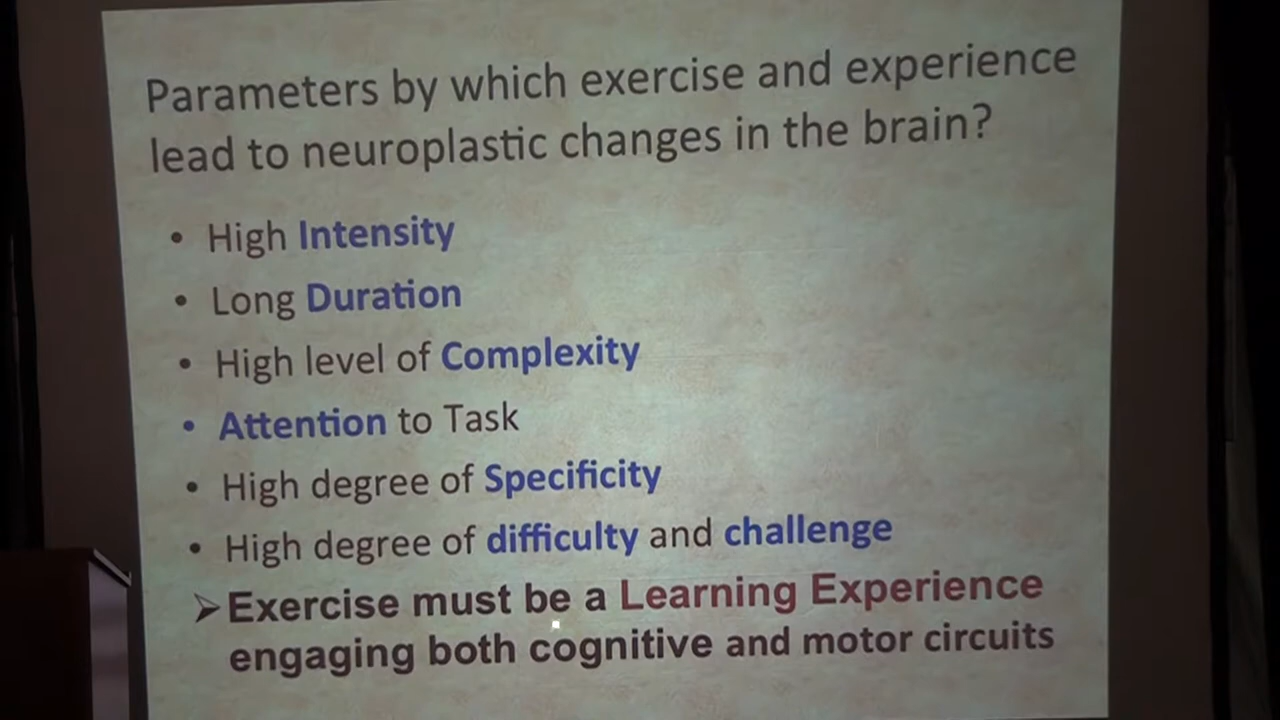 Parameters by which exercise and experience
lead to neuroplastic changes in the brain?
• High Intensity
• Long Duration
• High level of Complexity
• Attention to Task
• High degree of Specificity
• High degree of difficulty and challenge
➢ Exercise must be a Learning Experience
engaging both cognitive and motor circuits